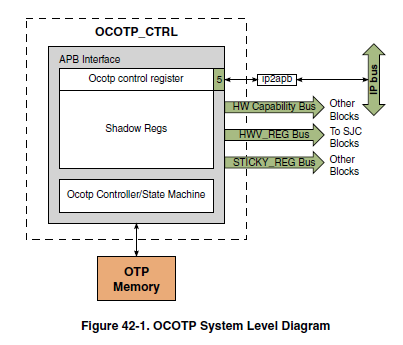 OCOTP_CTRL
APB Interface
Ocotp control register
5
ip2apb
IP bus
Shadow Regs
HW Capability Bus
Other
Blocks
HWV_REG Bus
To SJC
Blocks
STICKY_REG Bus
Other
Blocks
Ocotp Controller/State Machine
OTP
Memory
Figure 42-1. OCOTP System Level Diagram